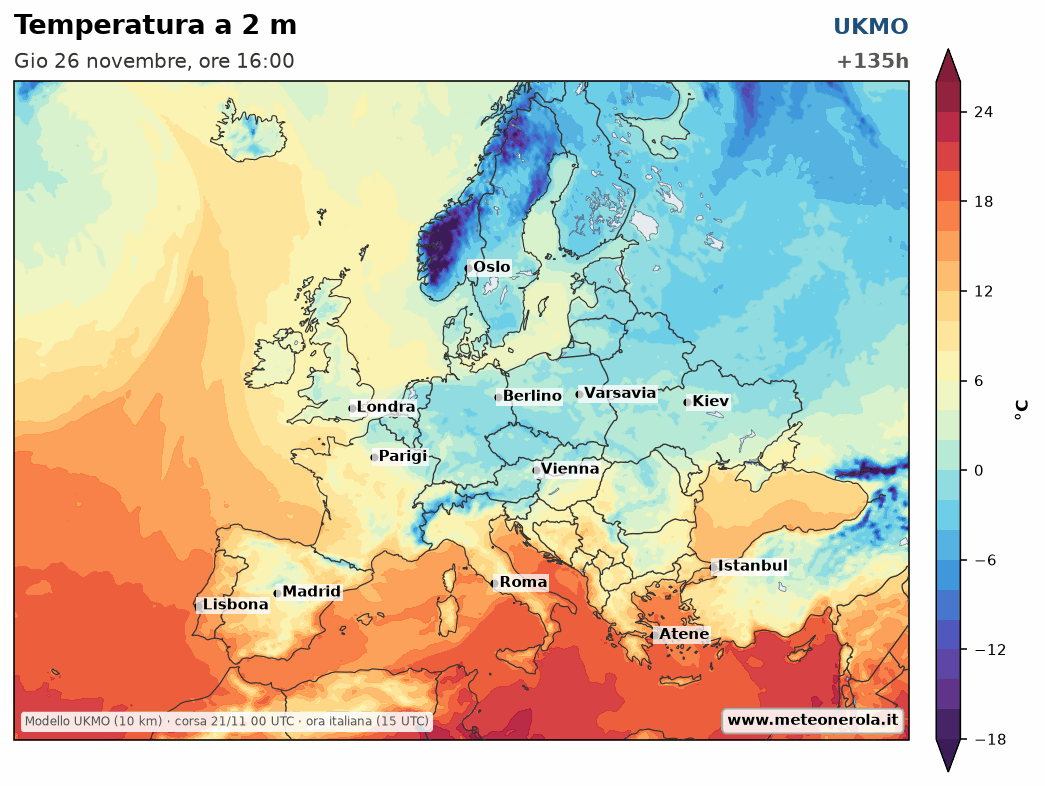 Temperatura a 2 m
UKMO
Gio 26 novembre, ore 16:00
+135h
24
18
12
6
0
−6
−12
−18
°C
Oslo
Londra
Berlino
Varsavia
Kiev
Parigi
Vienna
Istanbul
Roma
Madrid
Lisbona
Atene
Modello UKMO (10 km) · corsa 21/11 00 UTC · ora italiana (15 UTC)
www.meteonerola.it